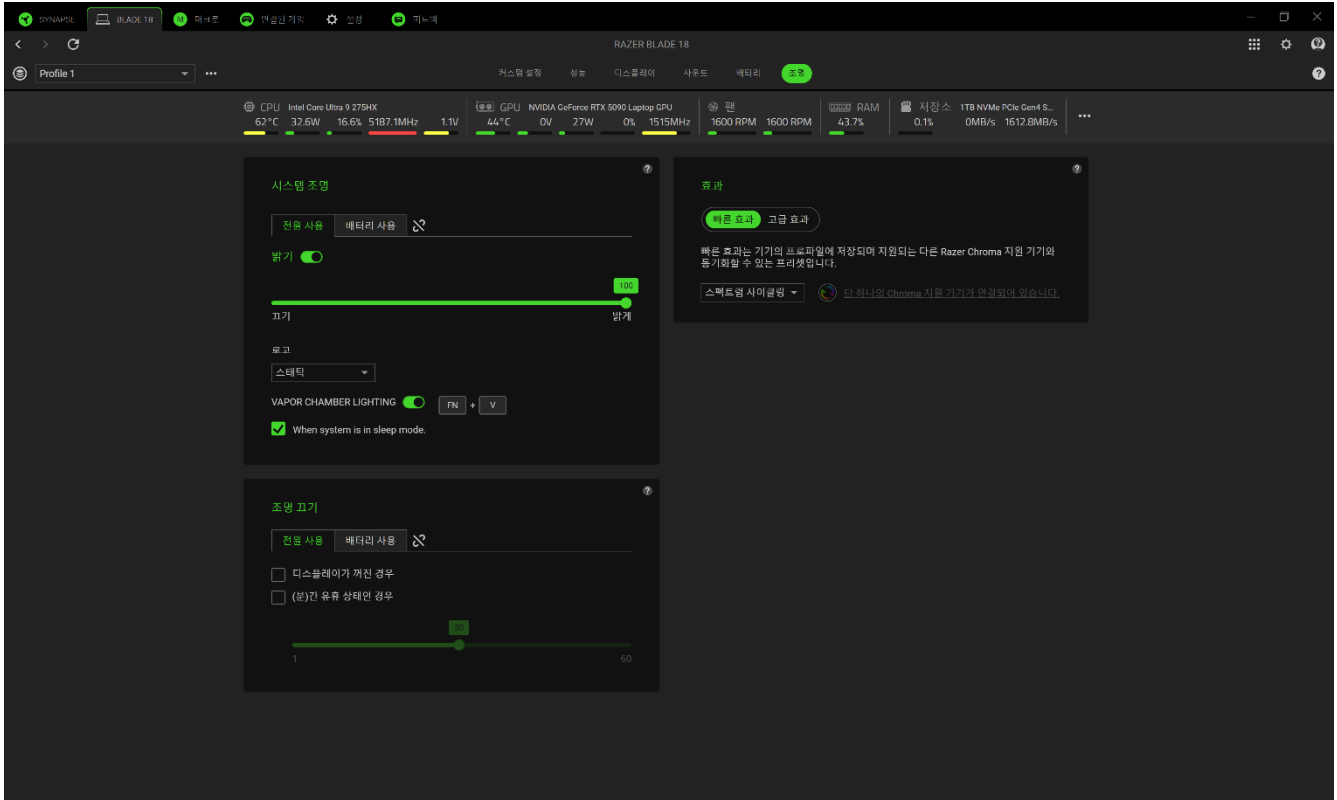 SYNAPSE BLADE 18 매크로 연결된 기기 설정 피드백
RAZER BLADE 18
Profile 1 커스텀 설정 성능 디스플레이 사운드 배터리 조명
CPU Intel Core Ultra 9 275HX GPU NVIDIA GeForce RTX 5090 Laptop GPU 팬 RAM 저장소 1TB NVMe PCIe Gen4 S...
62°C 32.6W 16.6% 5187.1MHz 1.1V 44°C 0V 27W 0% 1515MHz 1600 RPM 1600 RPM 43.7% 0.1% 0MB/s 1612.8MB/s
시스템 조명
전원 사용 배터리 사용
밝기
100
끄기 밝게
로고
스태틱
VAPOR CHAMBER LIGHTING FN + V
When system is in sleep mode.
효과
빠른 효과 고급 효과
빠른 효과는 기기의 프로파일에 저장되며 지원되는 다른 Razer Chroma 지원 기기와
동기화할 수 있는 프리셋입니다.
스펙트럼 사이클링 단 하나의 Chroma 지원 기기가 연결되어 있습니다.
조명 끄기
전원 사용 배터리 사용
디스플레이가 꺼진 경우
(분)간 유휴 상태인 경우
30
1 60